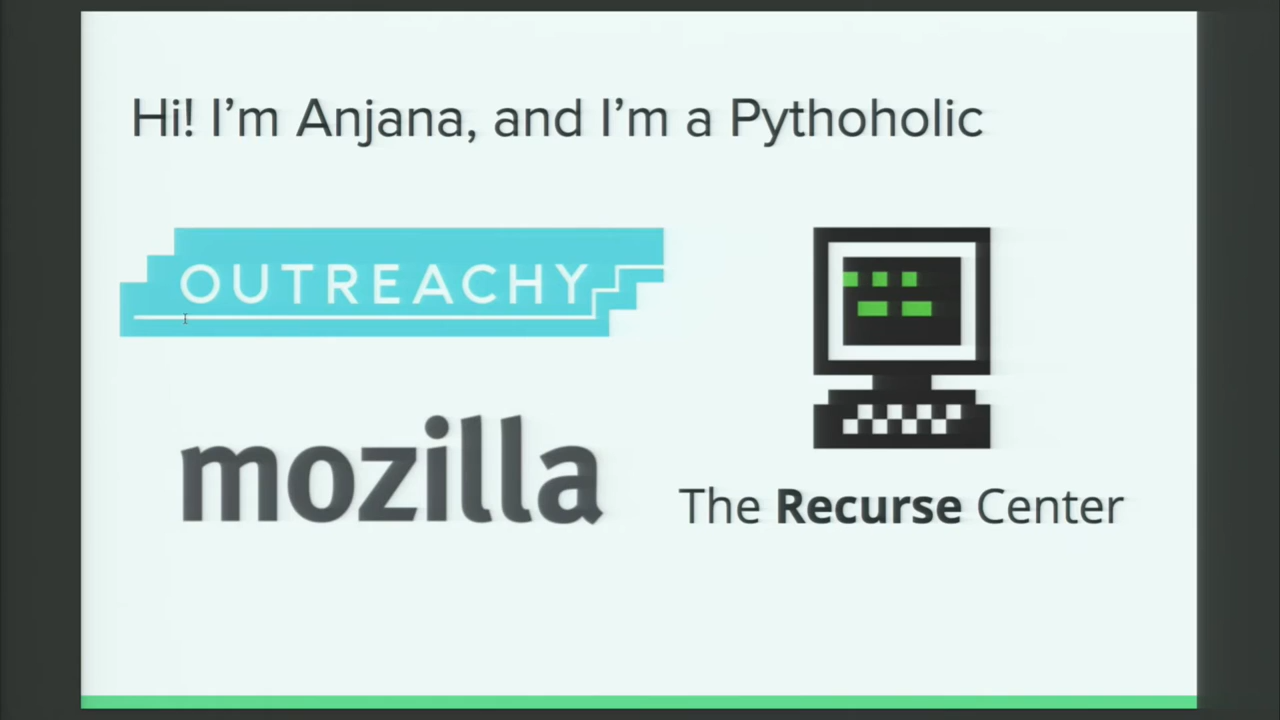 Hi! I’m Anjana, and I’m a Pythoholic
OUTREACHY
mozilla
The Recurse Center